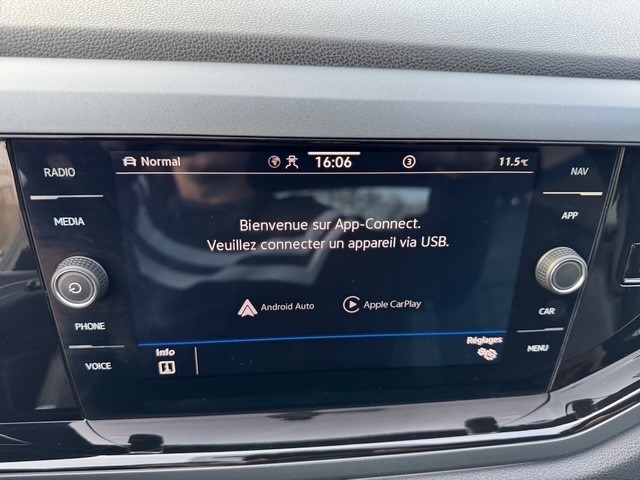 RADIO
MEDIA
PHONE
VOICE
Normal
16:06
3
11.5°C
Bienvenue sur App-Connect.
Veuillez connecter un appareil via USB.
Android Auto
Apple CarPlay
Info
Réglages
NAV
APP
CAR
MENU